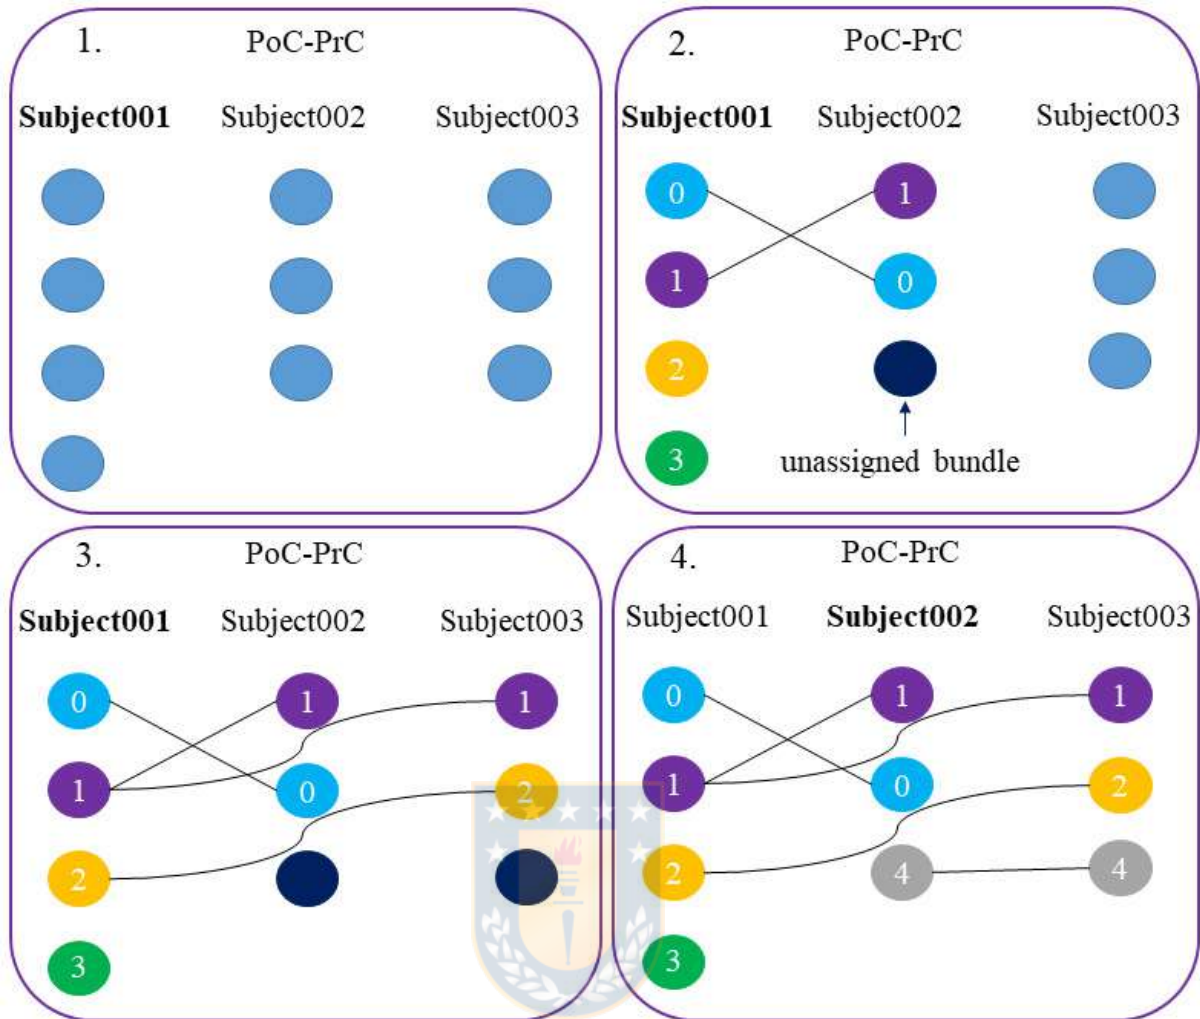 1. PoC-PrC
Subject001 Subject002 Subject003
2. PoC-PrC
Subject001 Subject002 Subject003
0 1
1 0
2
3
unassigned bundle
3. PoC-PrC
Subject001 Subject002 Subject003
0 1 1
1 0 2
2
3
4. PoC-PrC
Subject001 Subject002 Subject003
0 1 1
1 0 2
2 4 4
3